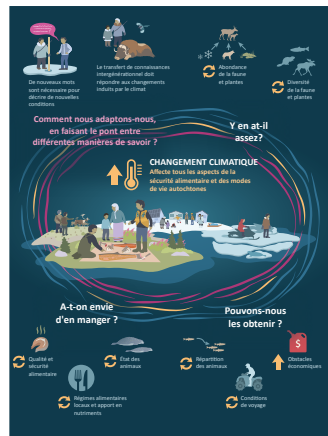 De nouveaux mots
sont nécessaire pour
décrire de nouvelles
conditions
Le transfert de connaissances
intergénérationnel doit
répondre aux changements
induits par le climat
Abondance
de la faune
et plantes
Diversité
de la faune
et plantes
Comment nous adaptons-nous,
en faisant le pont entre
différentes manières de savoir ?
Y en at-il
assez?
CHANGEMENT CLIMATIQUE
Affecte tous les aspects de la
sécurité alimentaire et des modes
de vie autochtones
A-t-on envie
d'en manger ?
Pouvons-nous
les obtenir ?
Qualité et
sécurité
alimentaire
État des
animaux
Répartition
des animaux
$
Obstacles
économiques
Régimes alimentaires
locaux et apport en
nutriments
Conditions
de voyage